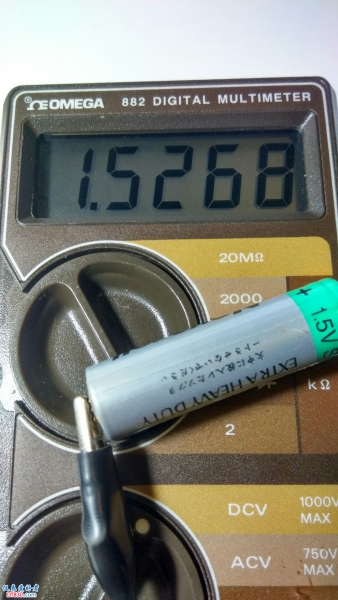 OMEGA 882 DIGITAL MULTIMETER
1.5268
20MΩ
2000
+ 1.5V S
kΩ
EXTRA HEAVY DUTY
2
DCV 1000V MAX
ACV 750V MAX